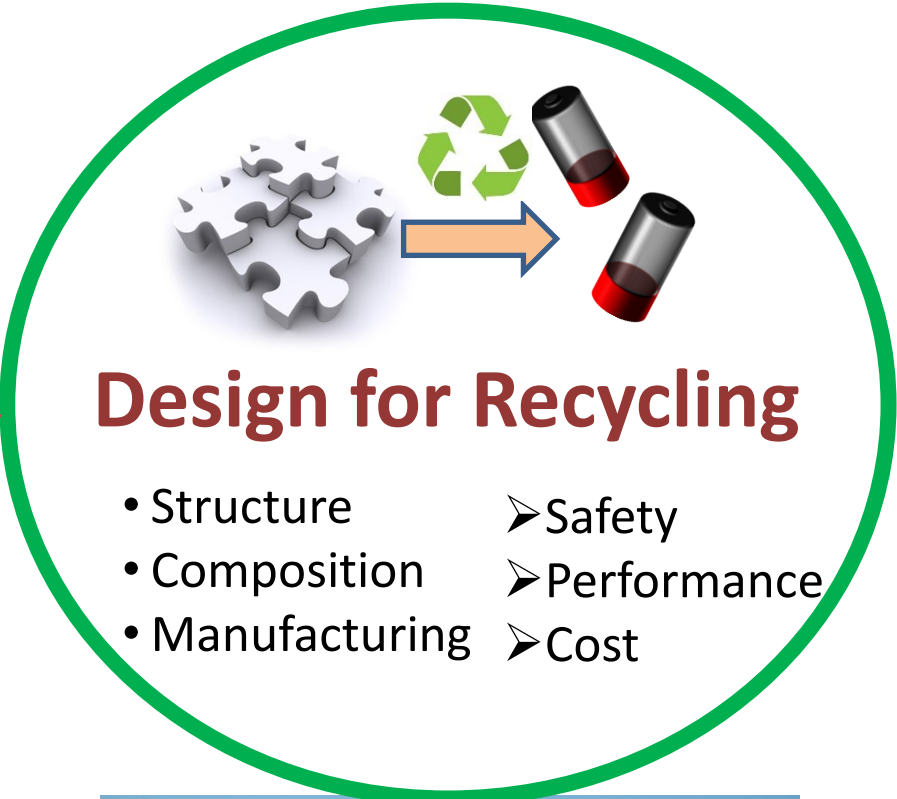 Design for Recycling
• Structure
• Composition
• Manufacturing
➢Safety
➢Performance
➢Cost